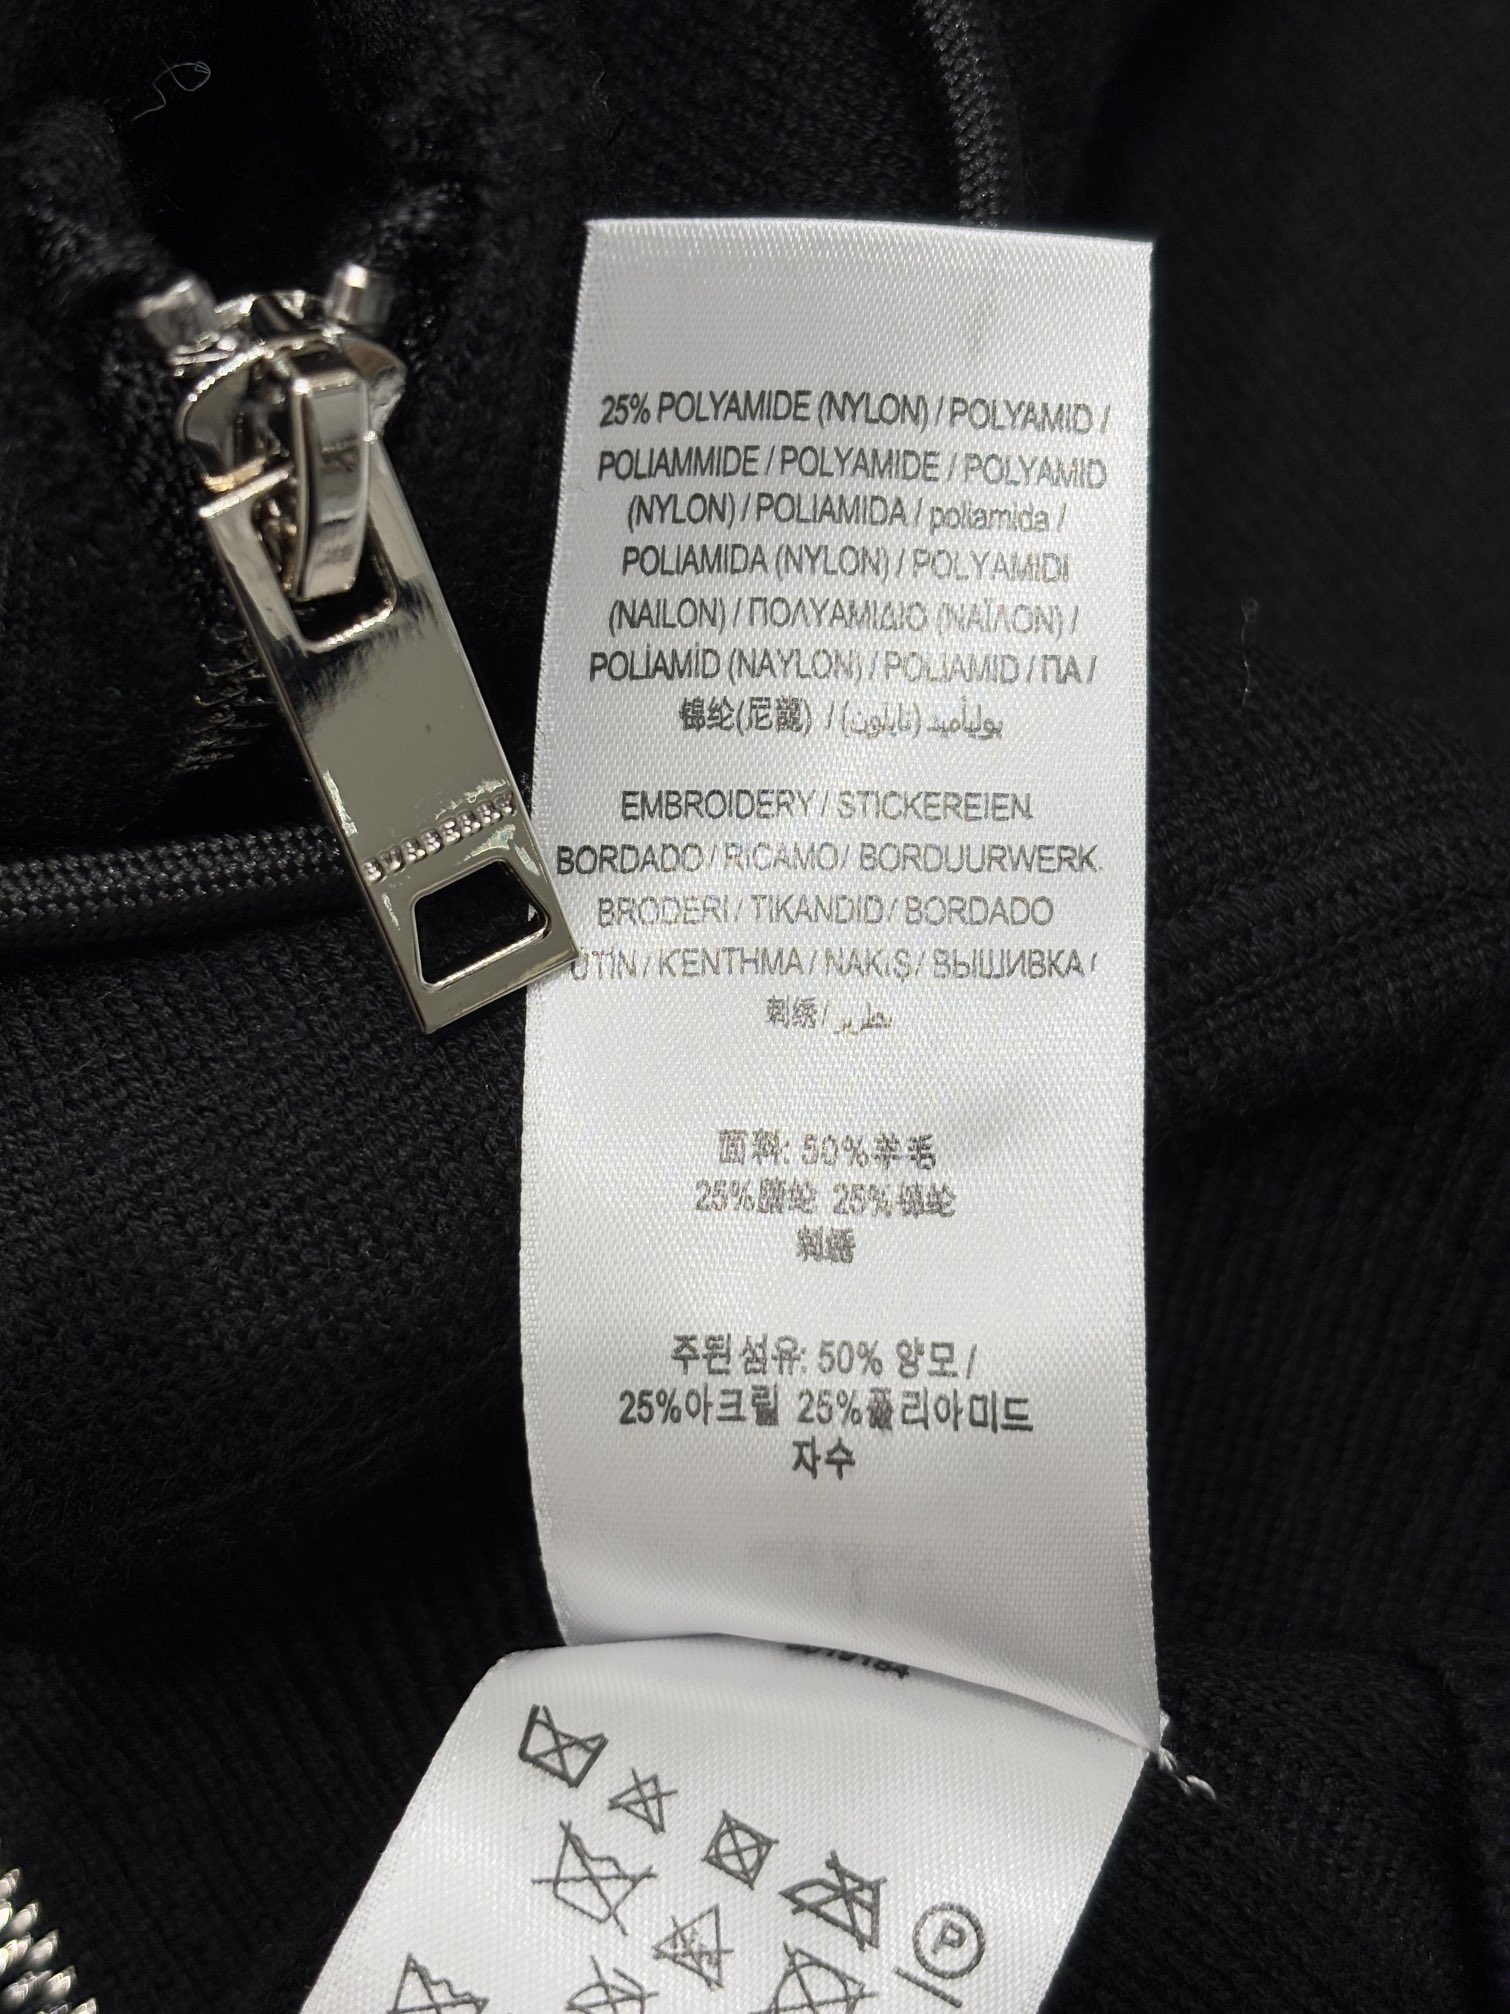 25% POLYAMIDE (NYLON) / POLYAMID /
POLIAMMIDE / POLYAMIDE / POLYAMID
(NYLON) / POLIAMIDA / poliamida /
POLIAMIDA (NYLON) / POLYAMIDI
(NAILON) / ΠΟΛΥΑΜΙΔΙΟ (ΝΑΪΛΟΝ) /
POLİAMİD (NAYLON) / POLIAMID / ПА /
锦纶(尼龍) / بوليأميد (نايلون)
BURBERRY
EMBROIDERY / STICKEREIEN
BORDADO / RICAMO / BORDUURWERK
BRODERI / TIKANDID / BORDADO
UTIN / KENTHMA / NAKIŞ / ВЫШИВКА /
刺绣 / تطريز
面料: 50%羊毛
25%腈纶 25%锦纶
刺绣
주된섬유: 50% 양모 /
25%아크릴 25%폴리아미드
자수
P